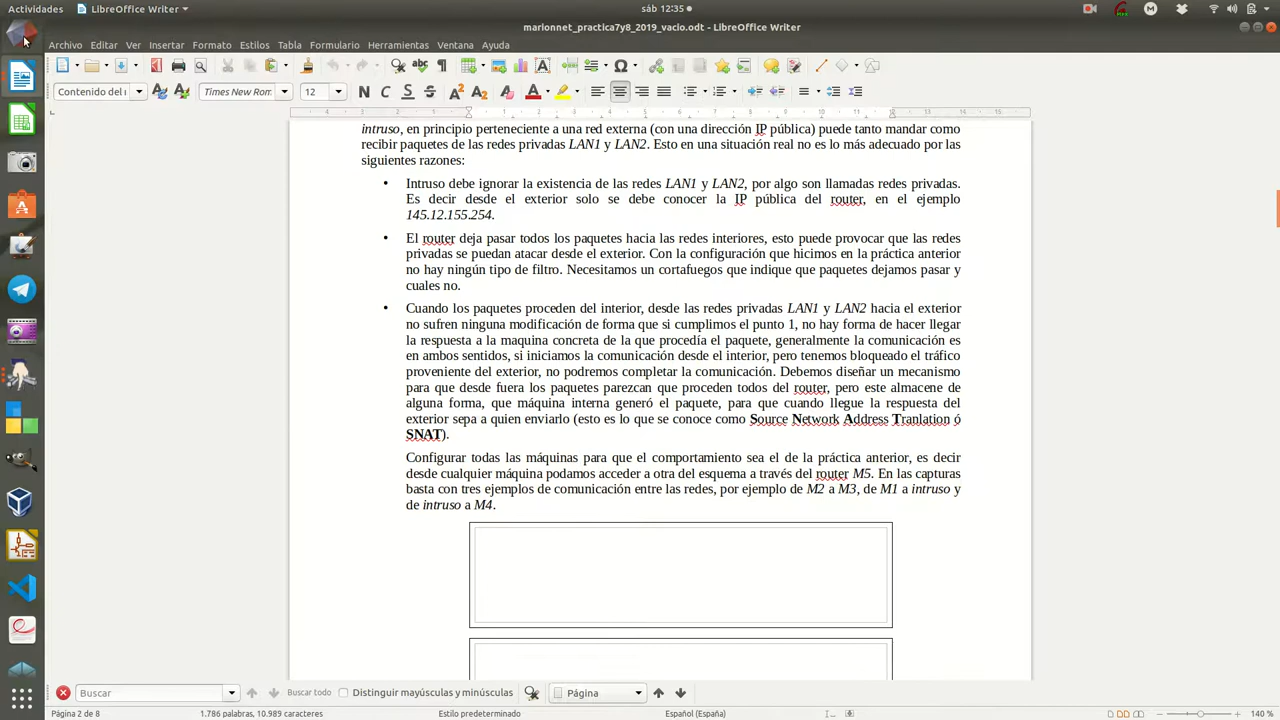 Actividades
LibreOffice Writer
sáb 12:35
marionnet_practica7y8_2019_vacio.odt - LibreOffice Writer
Archivo Editar Ver Insertar Formato Estilos Tabla Formulario Herramientas Ventana Ayuda
Contenido del i
Times New Rom
12
intruso, en principio perteneciente a una red externa (con una dirección IP pública) puede tanto mandar como
recibir paquetes de las redes privadas LAN1 y LAN2. Esto en una situación real no es lo más adecuado por las
siguientes razones:
• Intruso debe ignorar la existencia de las redes LAN1 y LAN2, por algo son llamadas redes privadas.
Es decir desde el exterior solo se debe conocer la IP pública del router, en el ejemplo
145.12.155.254.
• El router deja pasar todos los paquetes hacia las redes interiores, esto puede provocar que las redes
privadas se puedan atacar desde el exterior. Con la configuración que hicimos en la práctica anterior
no hay ningún tipo de filtro. Necesitamos un cortafuegos que indique que paquetes dejamos pasar y
cuales no.
• Cuando los paquetes proceden del interior, desde las redes privadas LAN1 y LAN2 hacia el exterior
no sufren ninguna modificación de forma que si cumplimos el punto 1, no hay forma de hacer llegar
la respuesta a la maquina concreta de la que procedía el paquete, generalmente la comunicación es
en ambos sentidos, si iniciamos la comunicación desde el interior, pero tenemos bloqueado el tráfico
proveniente del exterior, no podremos completar la comunicación. Debemos diseñar un mecanismo
para que desde fuera los paquetes parezcan que proceden todos del router, pero este almacene de
alguna forma, que máquina interna generó el paquete, para que cuando llegue la respuesta del
exterior sepa a quien enviarlo (esto es lo que se conoce como Source Network Address Tranlation ó
SNAT).
Configurar todas las máquinas para que el comportamiento sea el de la práctica anterior, es decir
desde cualquier máquina podamos acceder a otra del esquema a través del router M5. En las capturas
basta con tres ejemplos de comunicación entre las redes, por ejemplo de M2 a M3, de M1 a intruso y
de intruso a M4.
Buscar
Buscar todo
Distinguir mayúsculas y minúsculas
Página
Página 2 de 8
1.786 palabras, 10.989 caracteres
Estilo predeterminado
Español (España)
140 %